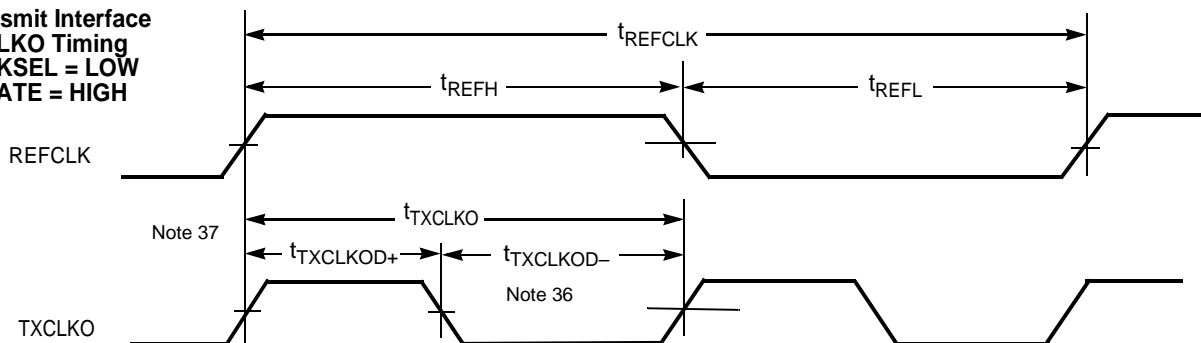 smit Interface
LKO Timing
KSEL = LOW
ATE = HIGH
tREFCLK
tREFH
tREFL
REFCLK
Note 37
tTXCLKO
tTXCLKOD+
tTXCLKOD–
Note 36
TXCLKO